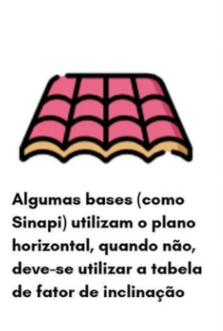 Algumas bases (como
Sinapi) utilizam o plano
horizontal, quando não,
deve-se utilizar a tabela
de fator de inclinação